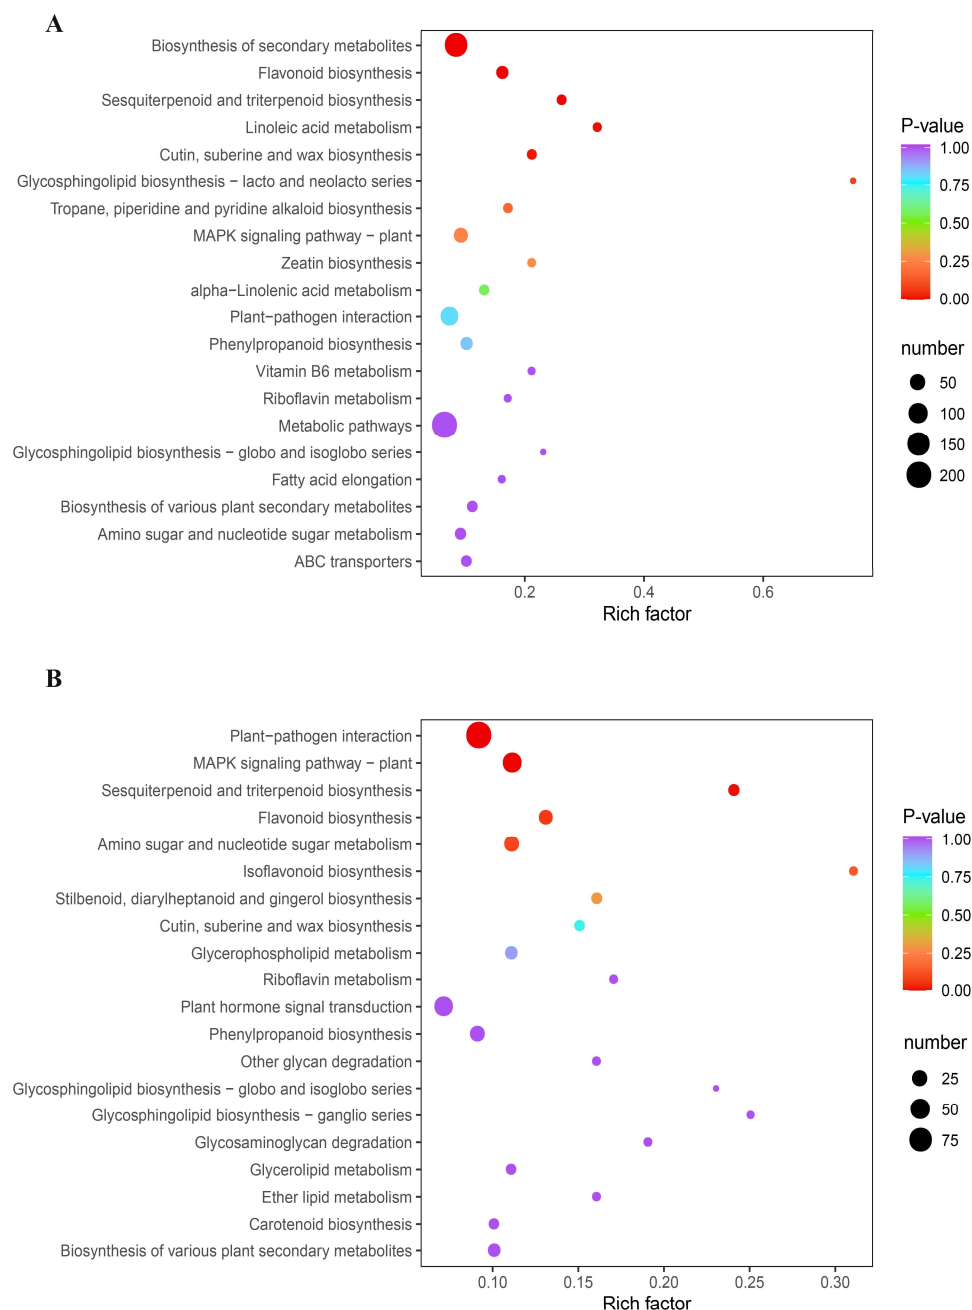 A
Biosynthesis of secondary metabolites
Flavonoid biosynthesis
Sesquiterpenoid and triterpenoid biosynthesis
Linoleic acid metabolism
Cutin, suberine and wax biosynthesis
Glycosphingolipid biosynthesis − lacto and neolacto series
Tropane, piperidine and pyridine alkaloid biosynthesis
MAPK signaling pathway − plant
Zeatin biosynthesis
alpha−Linolenic acid metabolism
Plant−pathogen interaction
Phenylpropanoid biosynthesis
Vitamin B6 metabolism
Riboflavin metabolism
Metabolic pathways
Glycosphingolipid biosynthesis − globo and isoglobo series
Fatty acid elongation
Biosynthesis of various plant secondary metabolites
Amino sugar and nucleotide sugar metabolism
ABC transporters
0.2 0.4 0.6
Rich factor
P-value
1.00
0.75
0.50
0.25
0.00
number
50
100
150
200
B
Plant−pathogen interaction
MAPK signaling pathway − plant
Sesquiterpenoid and triterpenoid biosynthesis
Flavonoid biosynthesis
Amino sugar and nucleotide sugar metabolism
Isoflavonoid biosynthesis
Stilbenoid, diarylheptanoid and gingerol biosynthesis
Cutin, suberine and wax biosynthesis
Glycerophospholipid metabolism
Riboflavin metabolism
Plant hormone signal transduction
Phenylpropanoid biosynthesis
Other glycan degradation
Glycosphingolipid biosynthesis − globo and isoglobo series
Glycosphingolipid biosynthesis − ganglio series
Glycosaminoglycan degradation
Glycerolipid metabolism
Ether lipid metabolism
Carotenoid biosynthesis
Biosynthesis of various plant secondary metabolites
0.10 0.15 0.20 0.25 0.30
Rich factor
P-value
1.00
0.75
0.50
0.25
0.00
number
25
50
75